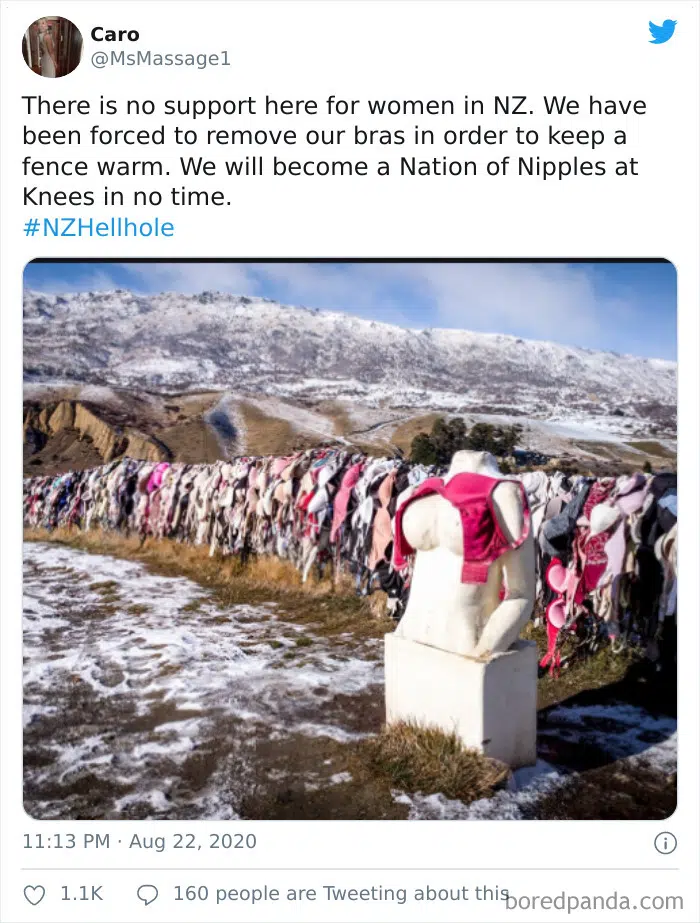 Caro
@MsMassage1
There is no support here for women in NZ. We have
been forced to remove our bras in order to keep a
fence warm. We will become a Nation of Nipples at
Knees in no time.
#NZHellhole
11:13 PM · Aug 22, 2020
1.1K 160 people are Tweeting about this
boredpanda.com